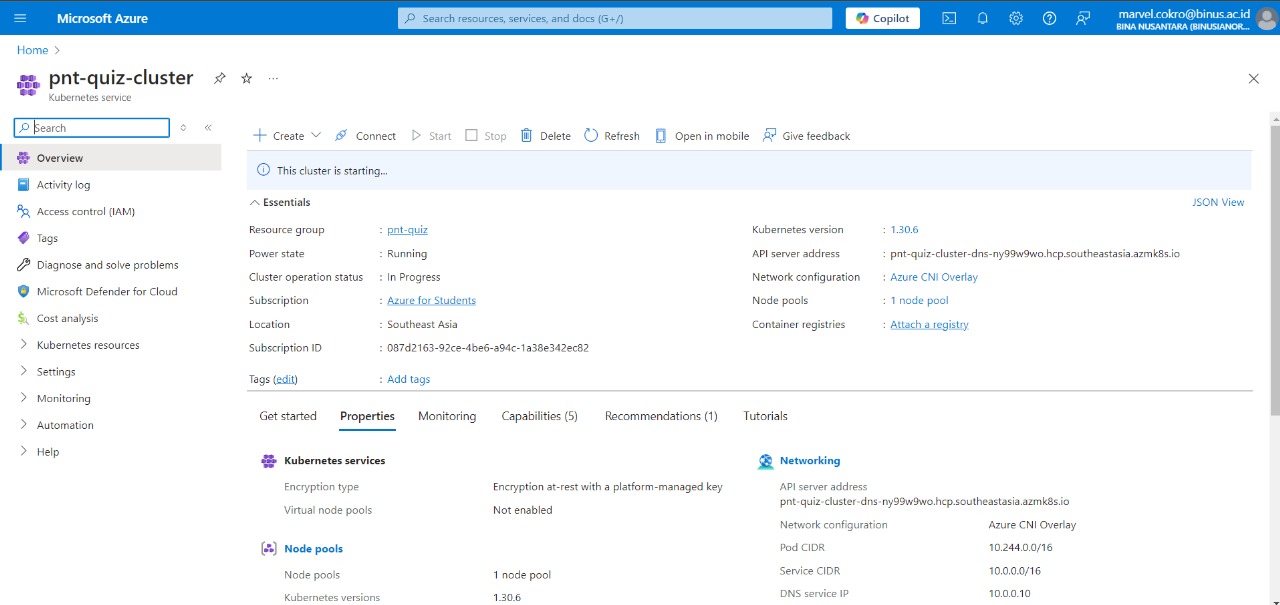 Microsoft Azure
Search resources, services, and docs (G+/)
Copilot
marvel.cokro@binus.ac.id
BINA NUSANTARA (BINUSIANOR...
Home
pnt-quiz-cluster
Kubernetes service
Search
Create
Connect
Start
Stop
Delete
Refresh
Open in mobile
Give feedback
Overview
Activity log
Access control (IAM)
Tags
Diagnose and solve problems
Microsoft Defender for Cloud
Cost analysis
Kubernetes resources
Settings
Monitoring
Automation
Help
This cluster is starting...
Essentials
JSON View
Resource group : pnt-quiz
Power state : Running
Cluster operation status : In Progress
Subscription : Azure for Students
Location : Southeast Asia
Subscription ID : 087d2163-92ce-4be6-a94c-1a38e342ec82
Kubernetes version : 1.30.6
API server address : pnt-quiz-cluster-dns-ny99w9wo.hcp.southeastasia.azmk8s.io
Network configuration : Azure CNI Overlay
Node pools : 1 node pool
Container registries : Attach a registry
Tags (edit) : Add tags
Get started
Properties
Monitoring
Capabilities (5)
Recommendations (1)
Tutorials
Kubernetes services
Encryption type Encryption at-rest with a platform-managed key
Virtual node pools Not enabled
Node pools
Node pools 1 node pool
Kubernetes versions 1.30.6
Networking
API server address
pnt-quiz-cluster-dns-ny99w9wo.hcp.southeastasia.azmk8s.io
Network configuration Azure CNI Overlay
Pod CIDR 10.244.0.0/16
Service CIDR 10.0.0.0/16
DNS service IP 10.0.0.10